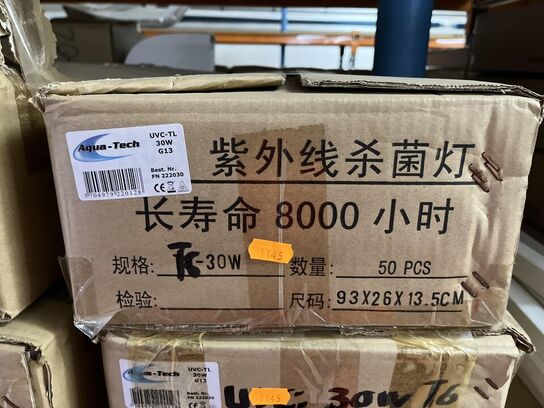 Aqua-Tech
UVC-TL
30W
G13
Best. Nr.
FN 222030
5704979220128
紫外线杀菌灯
长寿命 8000 小时
规格: T6-30W
1145
数量: 50 PCS
检验:
尺码: 93X26X13.5CM
Aqua-Tech
UVC-TL
30W
G13
1145
UVC 30W T6